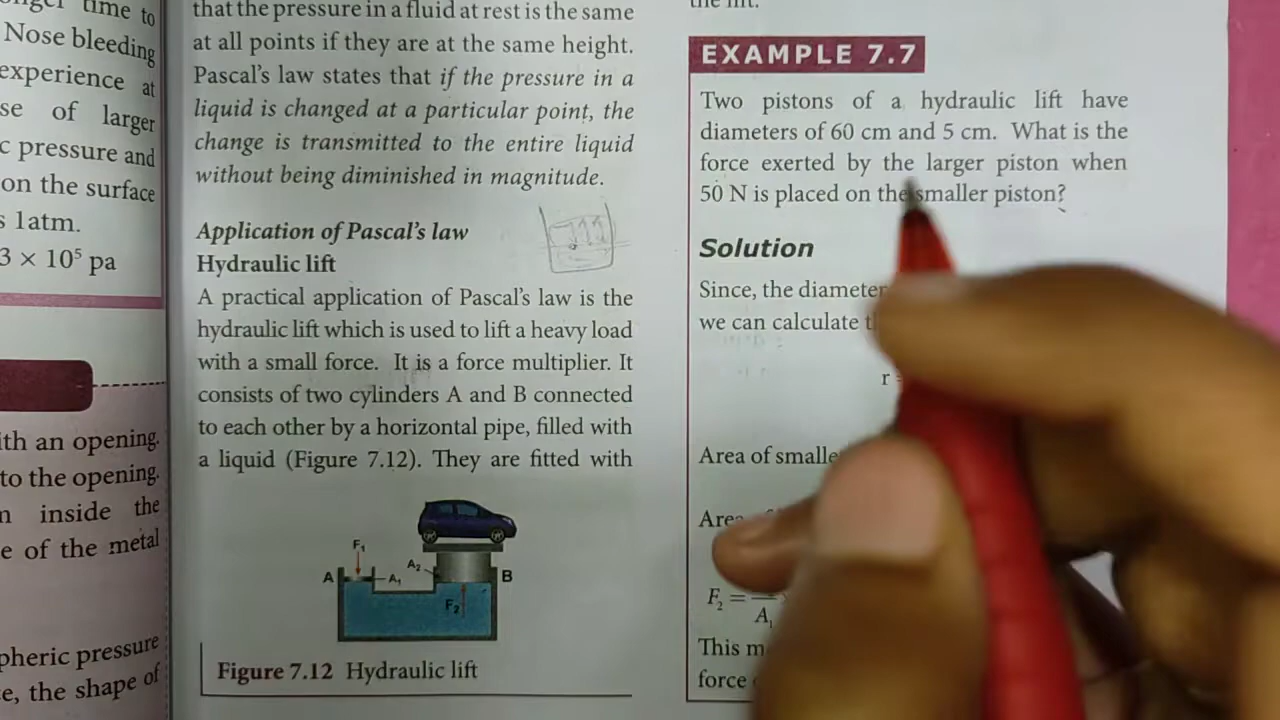 time to
Nose bleeding
experience at
se of larger
c pressure and
on the surface
s 1atm.
3 × 10⁵ pa
ith an opening.
to the opening.
n inside the
e of the metal
pheric pressure
e, the shape of
that the pressure in a fluid at rest is the same
at all points if they are at the same height.
Pascal's law states that if the pressure in a
liquid is changed at a particular point, the
change is transmitted to the entire liquid
without being diminished in magnitude.
Application of Pascal's law
Hydraulic lift
A practical application of Pascal's law is the
hydraulic lift which is used to lift a heavy load
with a small force. It is a force multiplier. It
consists of two cylinders A and B connected
to each other by a horizontal pipe, filled with
a liquid (Figure 7.12). They are fitted with
F₁
A
A₁
A₂
B
F₂
Figure 7.12 Hydraulic lift
the lift.
EXAMPLE 7.7
Two pistons of a hydraulic lift have
diameters of 60 cm and 5 cm. What is the
force exerted by the larger piston when
50 N is placed on the smaller piston?
Solution
Since, the diameter
we can calculate t
r
Area of smalle
Area
F₂ =
A₁
This m
force